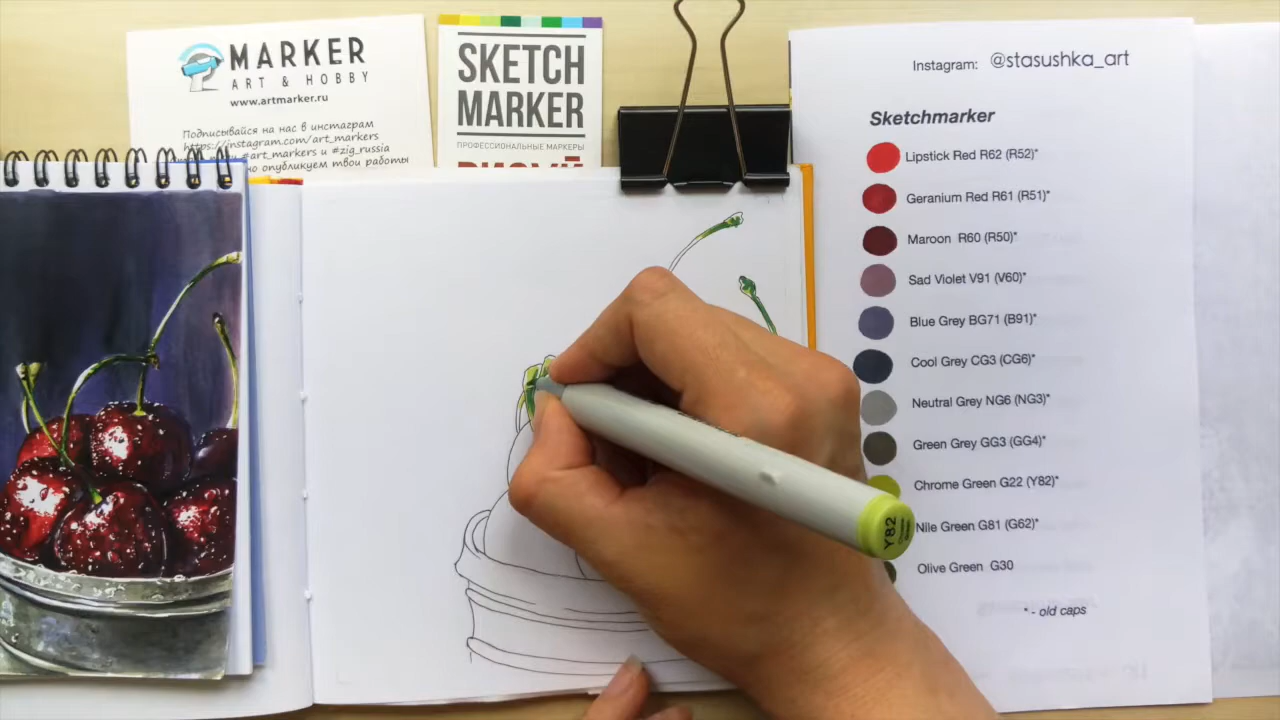 MARKER
ART & HOBBY
www.artmarker.ru
Подписывайся на нас в инстаграм
https://instagram.com/art_markers
#art_markers и #zig_russia
но опубликуем твои работы
SKETCH
MARKER
ПРОФЕССИОНАЛЬНЫЕ МАРКЕРЫ
Instagram: @stasushka_art
Sketchmarker
Lipstick Red R62 (R52)*
Geranium Red R61 (R51)*
Maroon R60 (R50)*
Sad Violet V91 (V60)*
Blue Grey BG71 (B91)*
Cool Grey CG3 (CG6)*
Neutral Grey NG6 (NG3)*
Green Grey GG3 (GG4)*
Chrome Green G22 (Y82)*
Nile Green G81 (G62)*
Olive Green G30
* - old caps
Y82